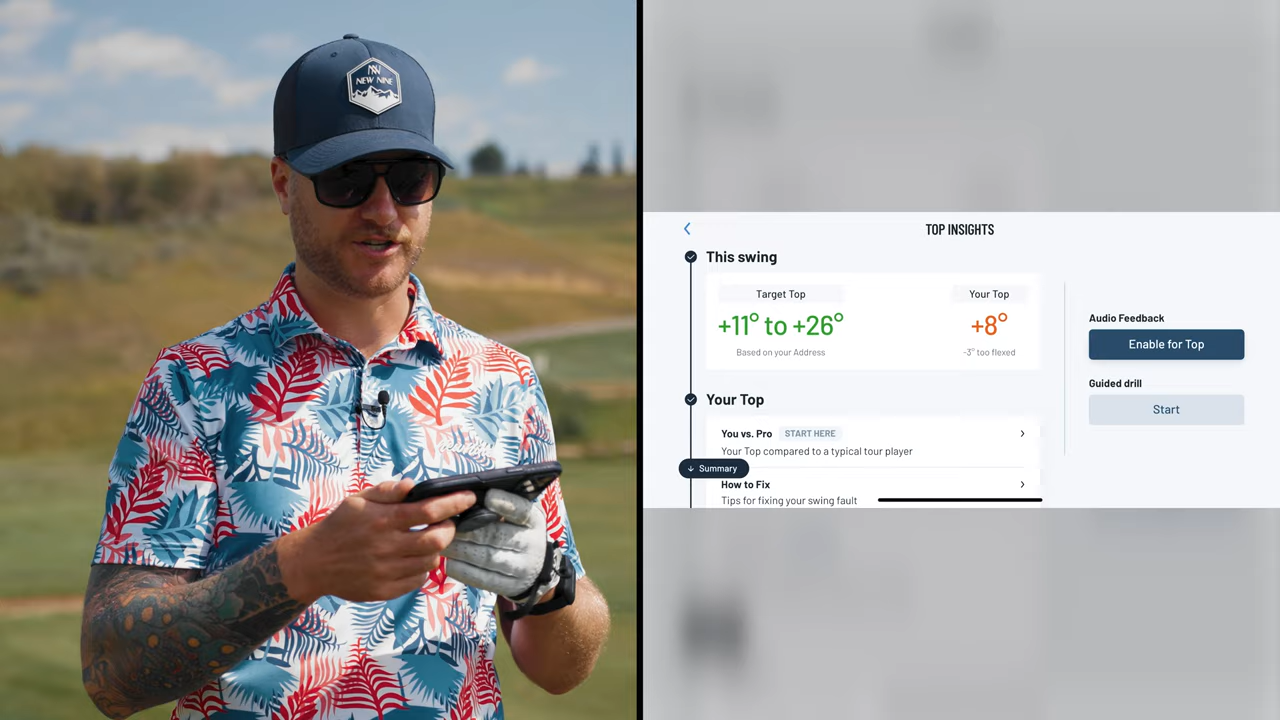 NEW NINE
TOP INSIGHTS
This swing
Target Top
Your Top
+11° to +26°
+8°
Based on your Address
-3° too flexed
Audio Feedback
Enable for Top
Guided drill
Start
Your Top
You vs. Pro START HERE
Your Top compared to a typical tour player
Summary
How to Fix
Tips for fixing your swing fault